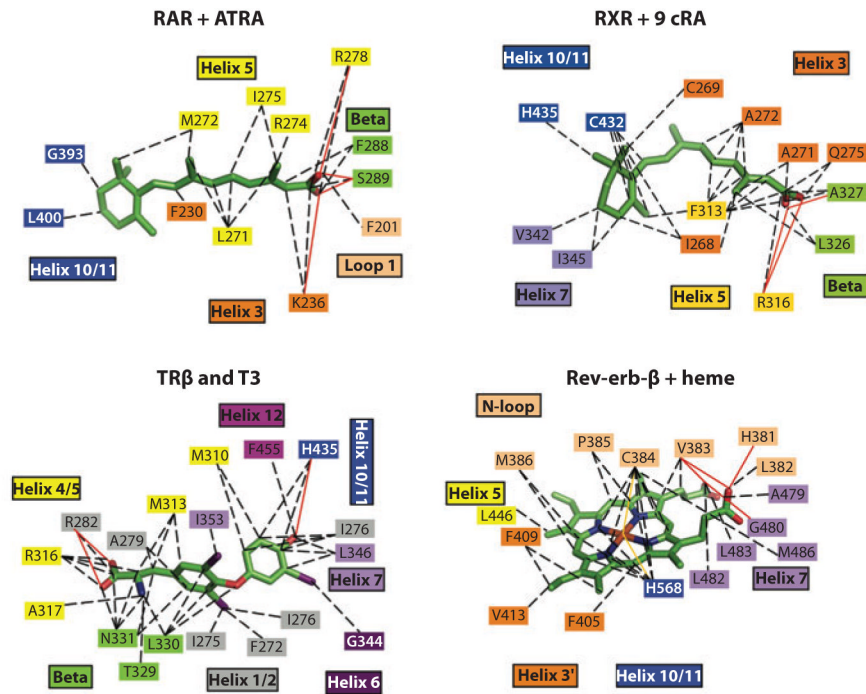 RAR + ATRA
R278
Helix 5
I275
M272
R274
Beta
F288
G393
S289
F230
F201
L400
L271
Loop 1
Helix 10/11
K236
Helix 3
RXR + 9 cRA
Helix 10/11
Helix 3
C269
H435
C432
A272
A271
Q275
A327
F313
V342
I268
L326
I345
Helix 7
Helix 5
R316
Beta
TRβ and T3
Helix 12
M310
F455
H435
Helix 10/11
Helix 4/5
M313
R282
I353
I276
A279
L346
R316
Helix 7
A317
I276
N331
L330
I275
F272
G344
T329
Beta
Helix 1/2
Helix 6
Rev-erb-β + heme
N-loop
P385
H381
M386
C384
V383
L382
Helix 5
A479
L446
G480
F409
L483
M486
L482
Helix 7
H568
V413
F405
Helix 3'
Helix 10/11